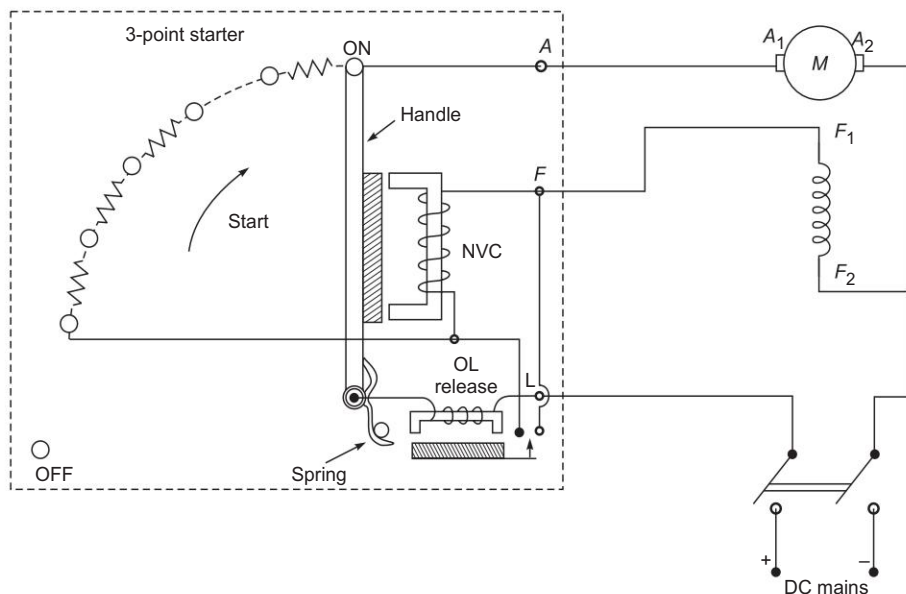 3-point starter
ON
A
A1
A2
M
Handle
F
F1
Start
NVC
F2
OL
release
L
Spring
OFF
+
–
DC mains